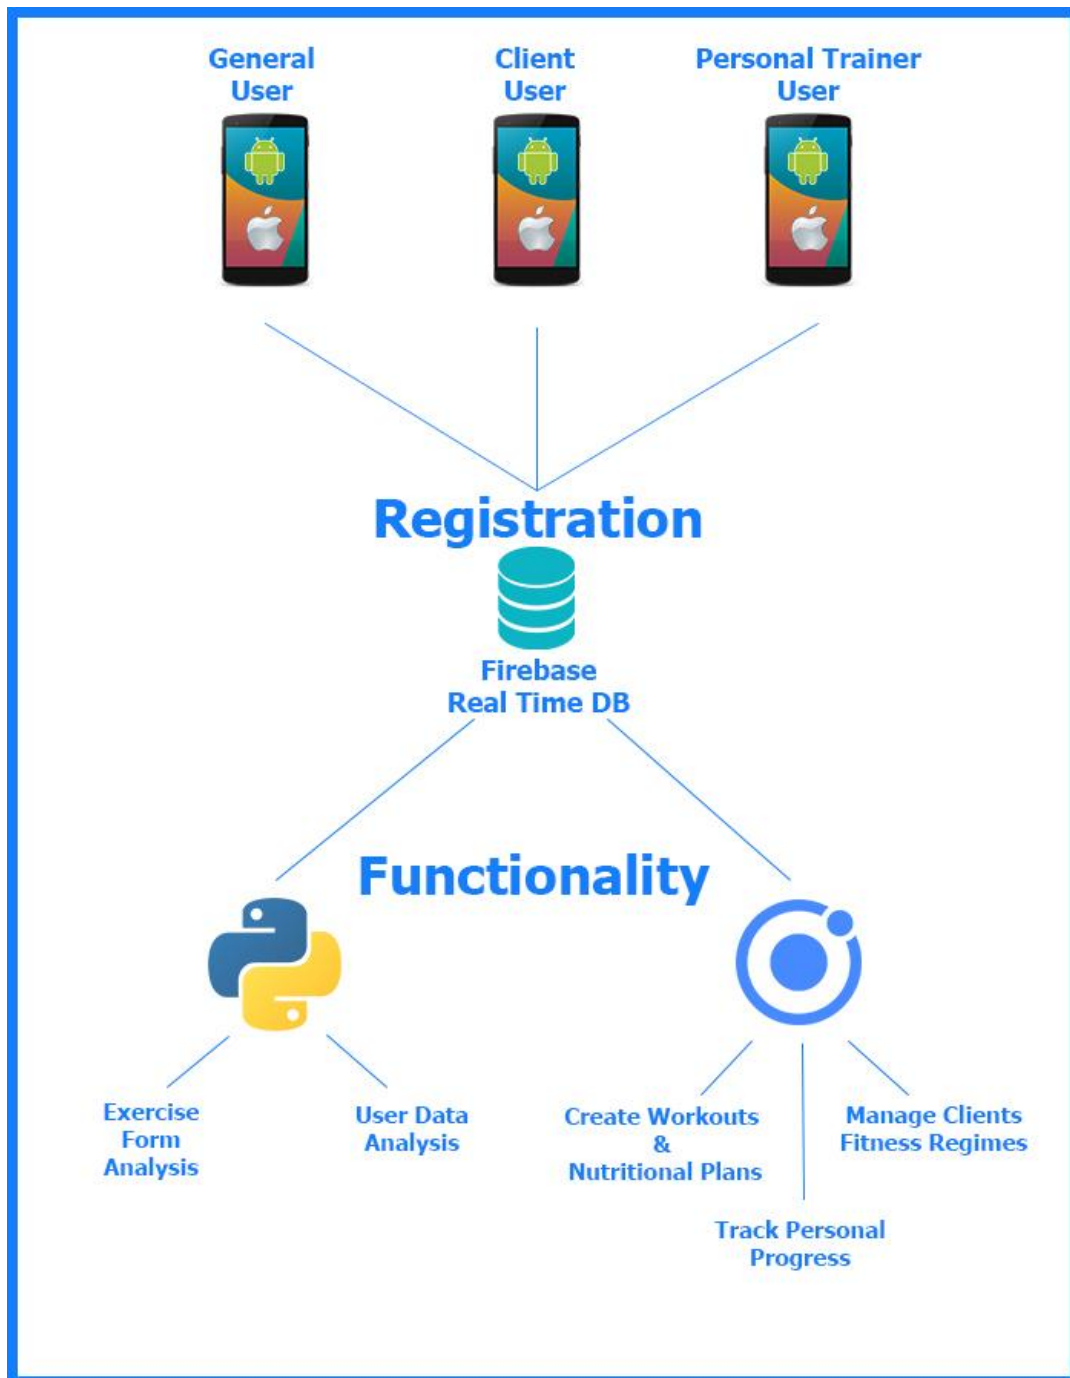 General
User
Client
User
Personal Trainer
User
Registration
Firebase
Real Time DB
Functionality
Exercise
Form
Analysis
User Data
Analysis
Create Workouts
&
Nutritional Plans
Manage Clients
Fitness Regimes
Track Personal
Progress